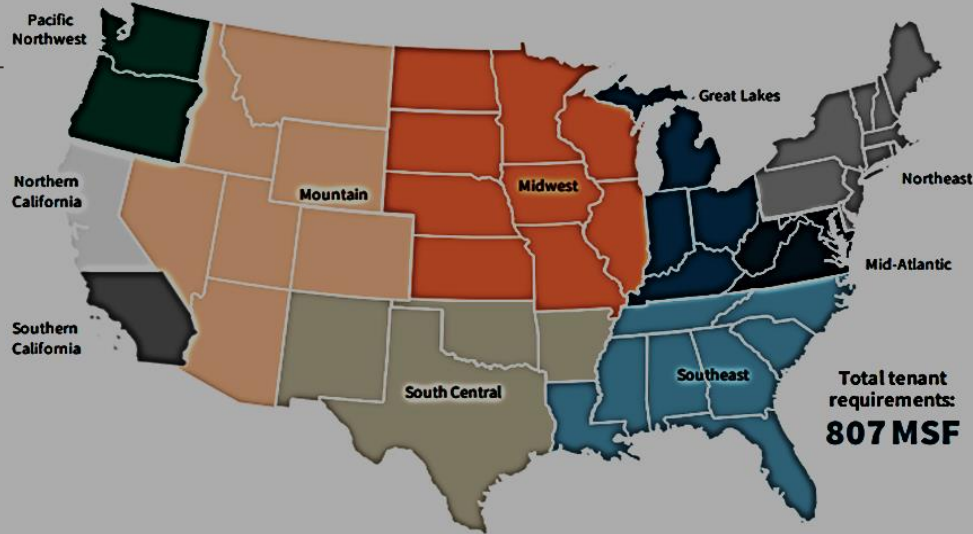 Pacific
Northwest
Great Lakes
Northern
California
Mountain
Midwest
Northeast
Mid-Atlantic
Southern
California
South Central
Southeast
Total tenant
requirements:
807 MSF